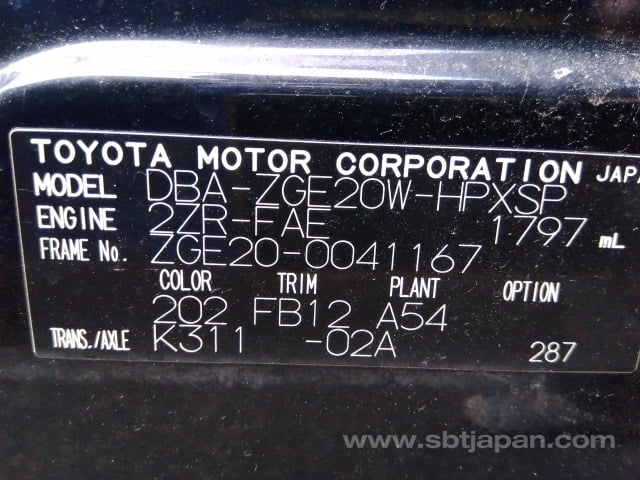 TOYOTA MOTOR CORPORATION JAPA
MODEL DBA-ZGE20W-HPXSP
ENGINE 2ZR-FAE 1797 mL
FRAME No. ZGE20-0041167
COLOR TRIM PLANT OPTION
202 FB12 A54
TRANS./AXLE K311 -02A 287
www.sbtjapan.com